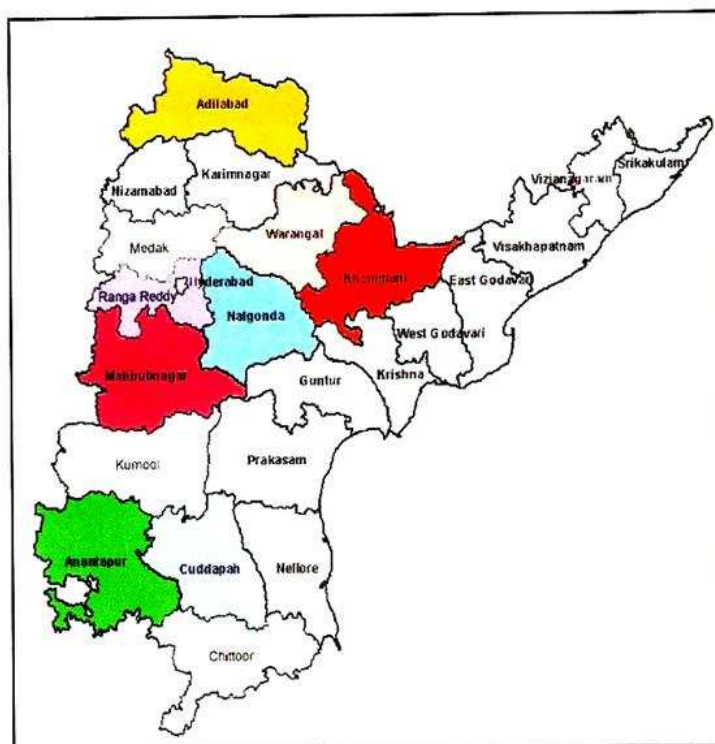 Adilabad
Nizamabad
Karimnagar
Vizianagaram
Srikakulam
Medak
Warangal
Visakhapatnam
Ranga Reddy
Hyderabad
Khammam
East Godavari
Nalgonda
West Godavari
Mahbubnagar
Guntur
Krishna
Kurnool
Prakasam
Anantapur
Cuddapah
Nellore
Chittoor